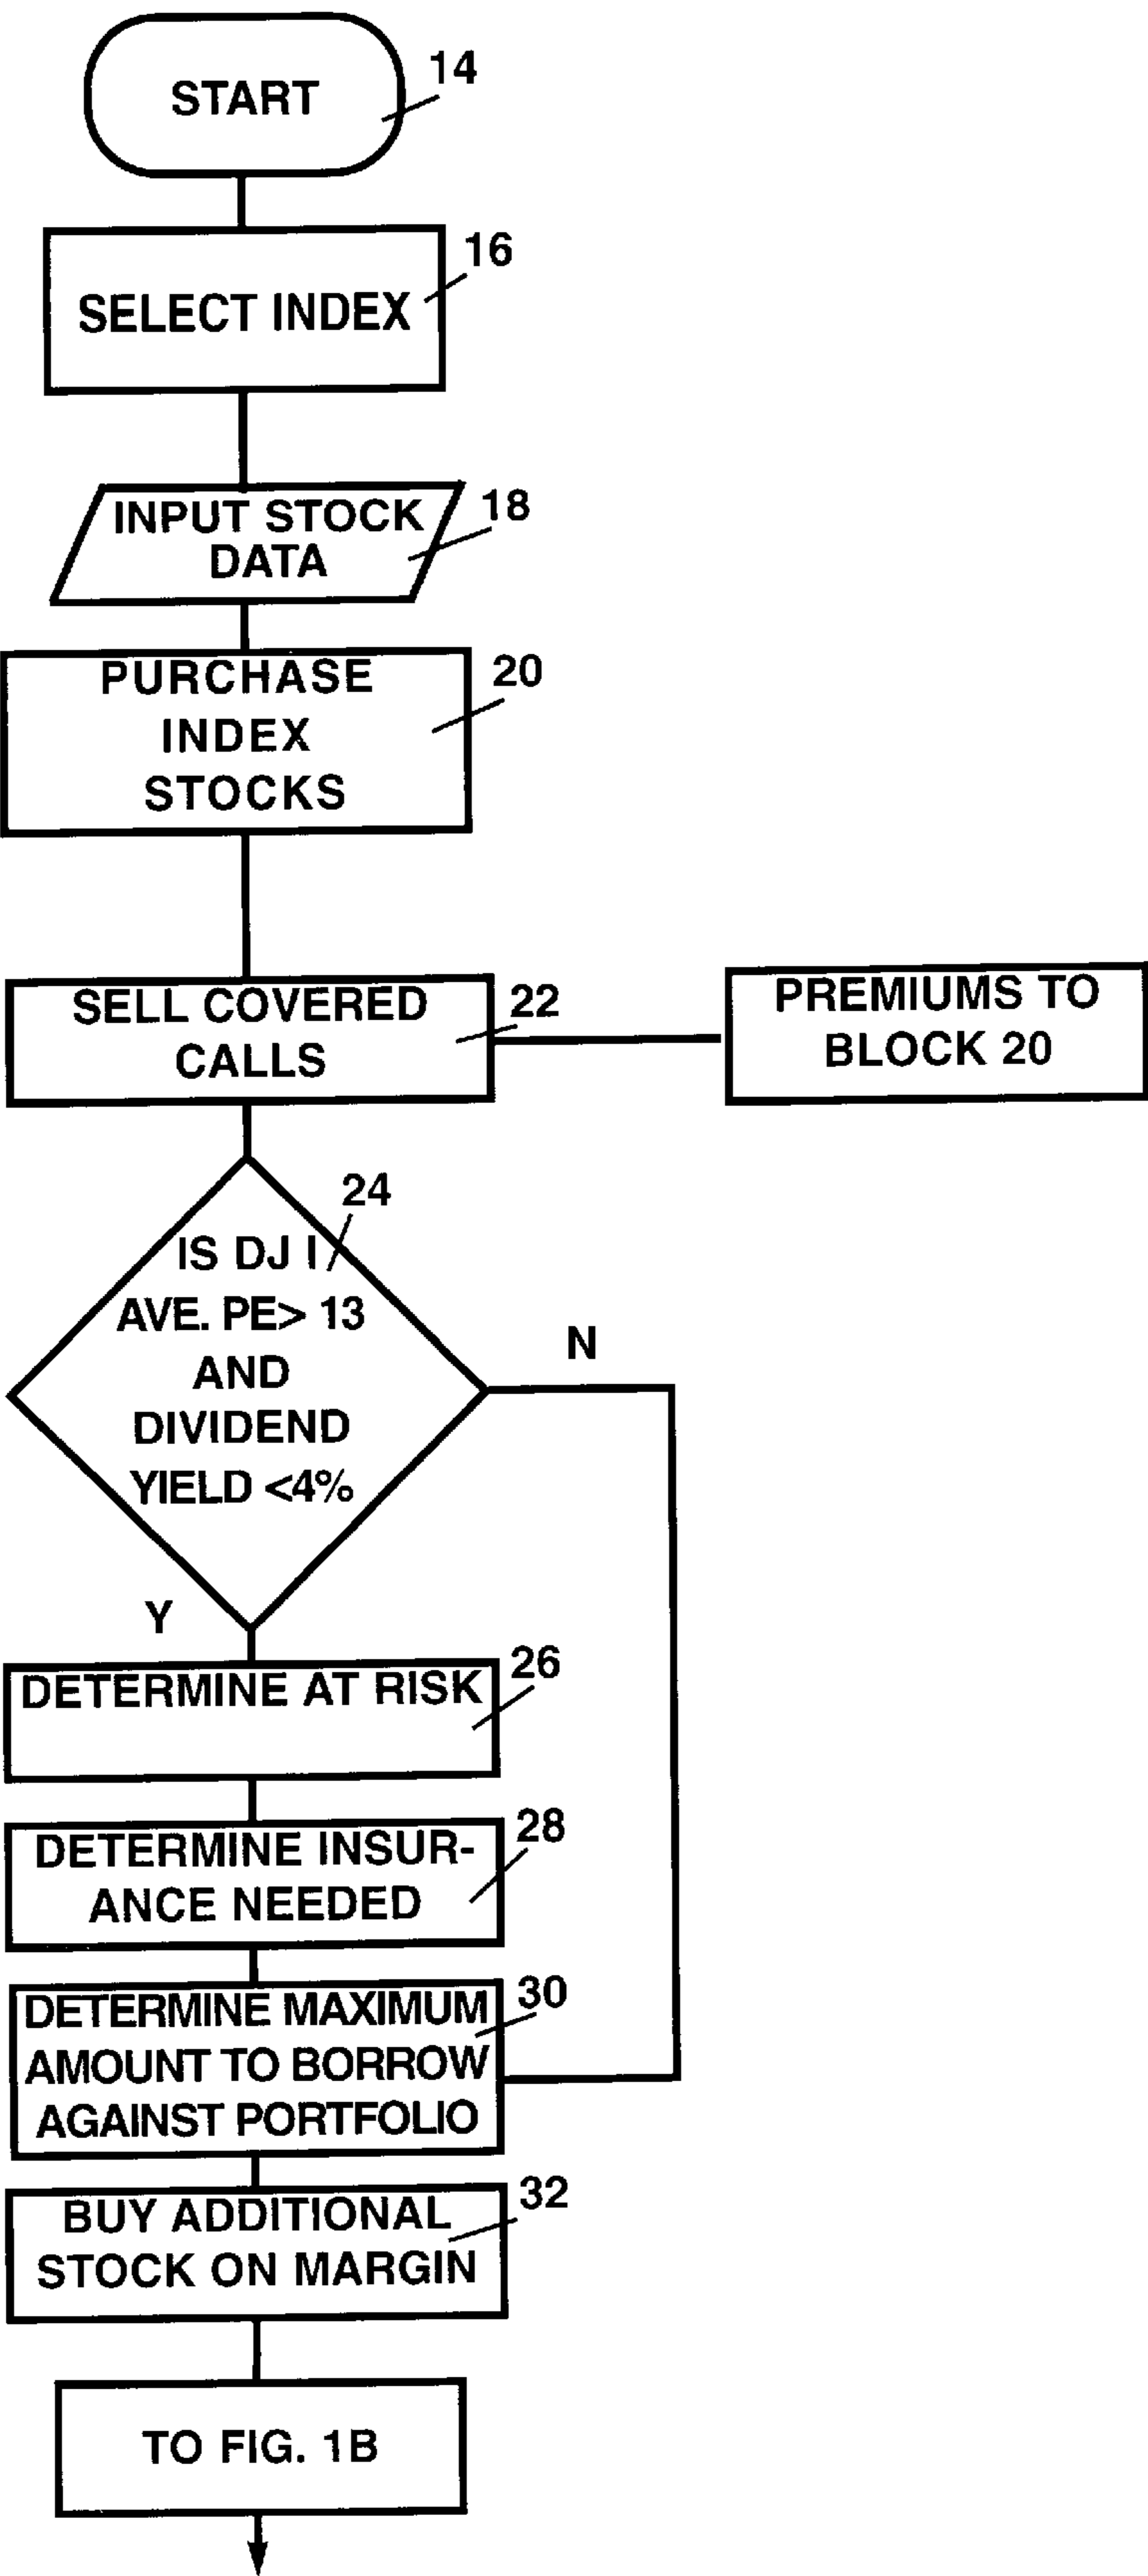 START
14
SELECT INDEX
16
INPUT STOCK
DATA
18
PURCHASE
INDEX
STOCKS
20
SELL COVERED
CALLS
22
PREMIUMS TO
BLOCK 20
24
IS DJ I
AVE. PE> 13
AND
DIVIDEND
YIELD <4%
N
Y
DETERMINE AT RISK
26
DETERMINE INSUR-
ANCE NEEDED
28
DETERMINE MAXIMUM
AMOUNT TO BORROW
AGAINST PORTFOLIO
30
BUY ADDITIONAL
STOCK ON MARGIN
32
TO FIG. 1B